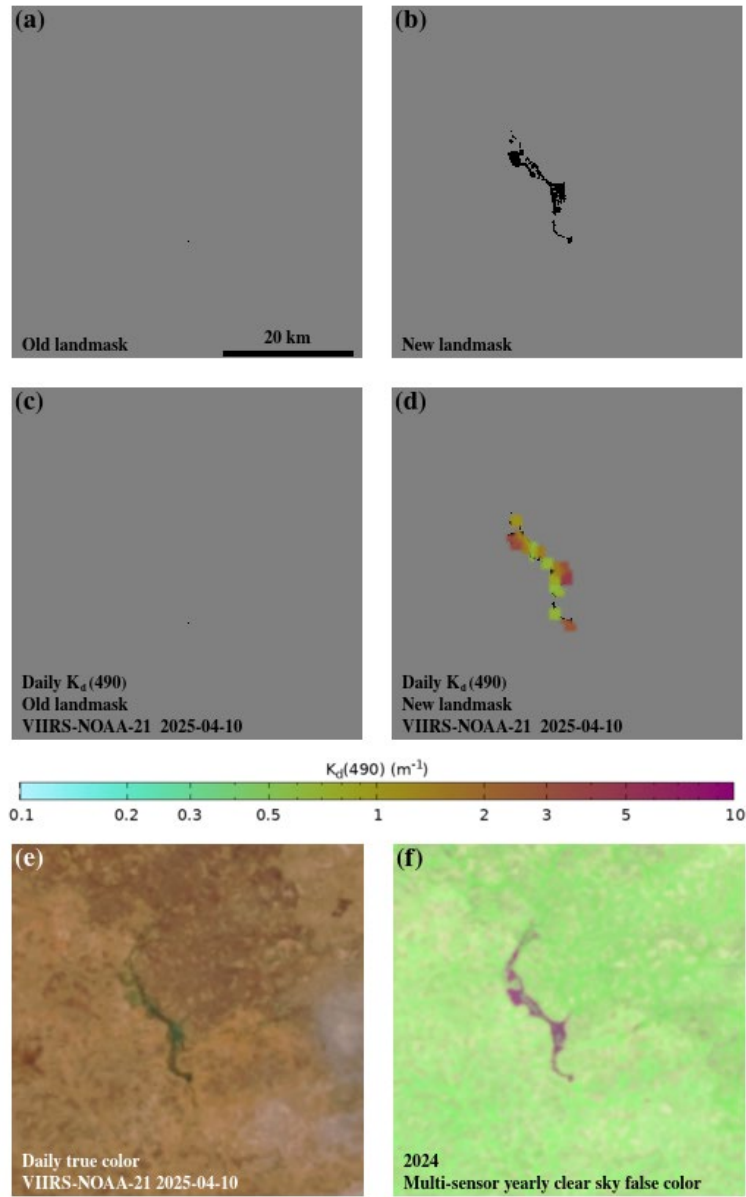 (a)
(b)
20 km
Old landmask
New landmask
(c)
(d)
Daily K_d(490)
Old landmask
VIIRS-NOAA-21 2025-04-10
Daily K_d(490)
New landmask
VIIRS-NOAA-21 2025-04-10
K_d(490) (m⁻¹)
0.1 0.2 0.3 0.5 1 2 3 5 10
(e)
(f)
Daily true color
VIIRS-NOAA-21 2025-04-10
2024
Multi-sensor yearly clear sky false color